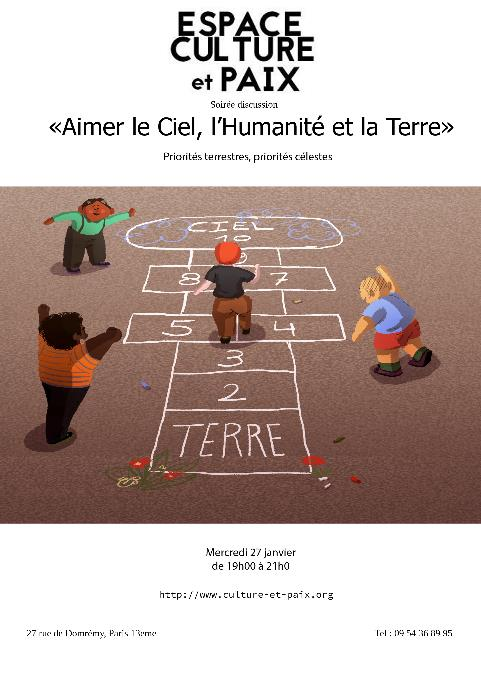 ESPACE
CULTURE
et PAIX
Soirée discussion
«Aimer le Ciel, l'Humanité et la Terre»
Priorités terrestres, priorités célestes
CIEL
10
9
8 7
5 4
3
2
TERRE
Mercredi 27 janvier
de 19h00 à 21h0
http://www.culture-et-paix.org
27 rue de Domrémy, Paris 13eme
Tel : 09 54 36 89 95